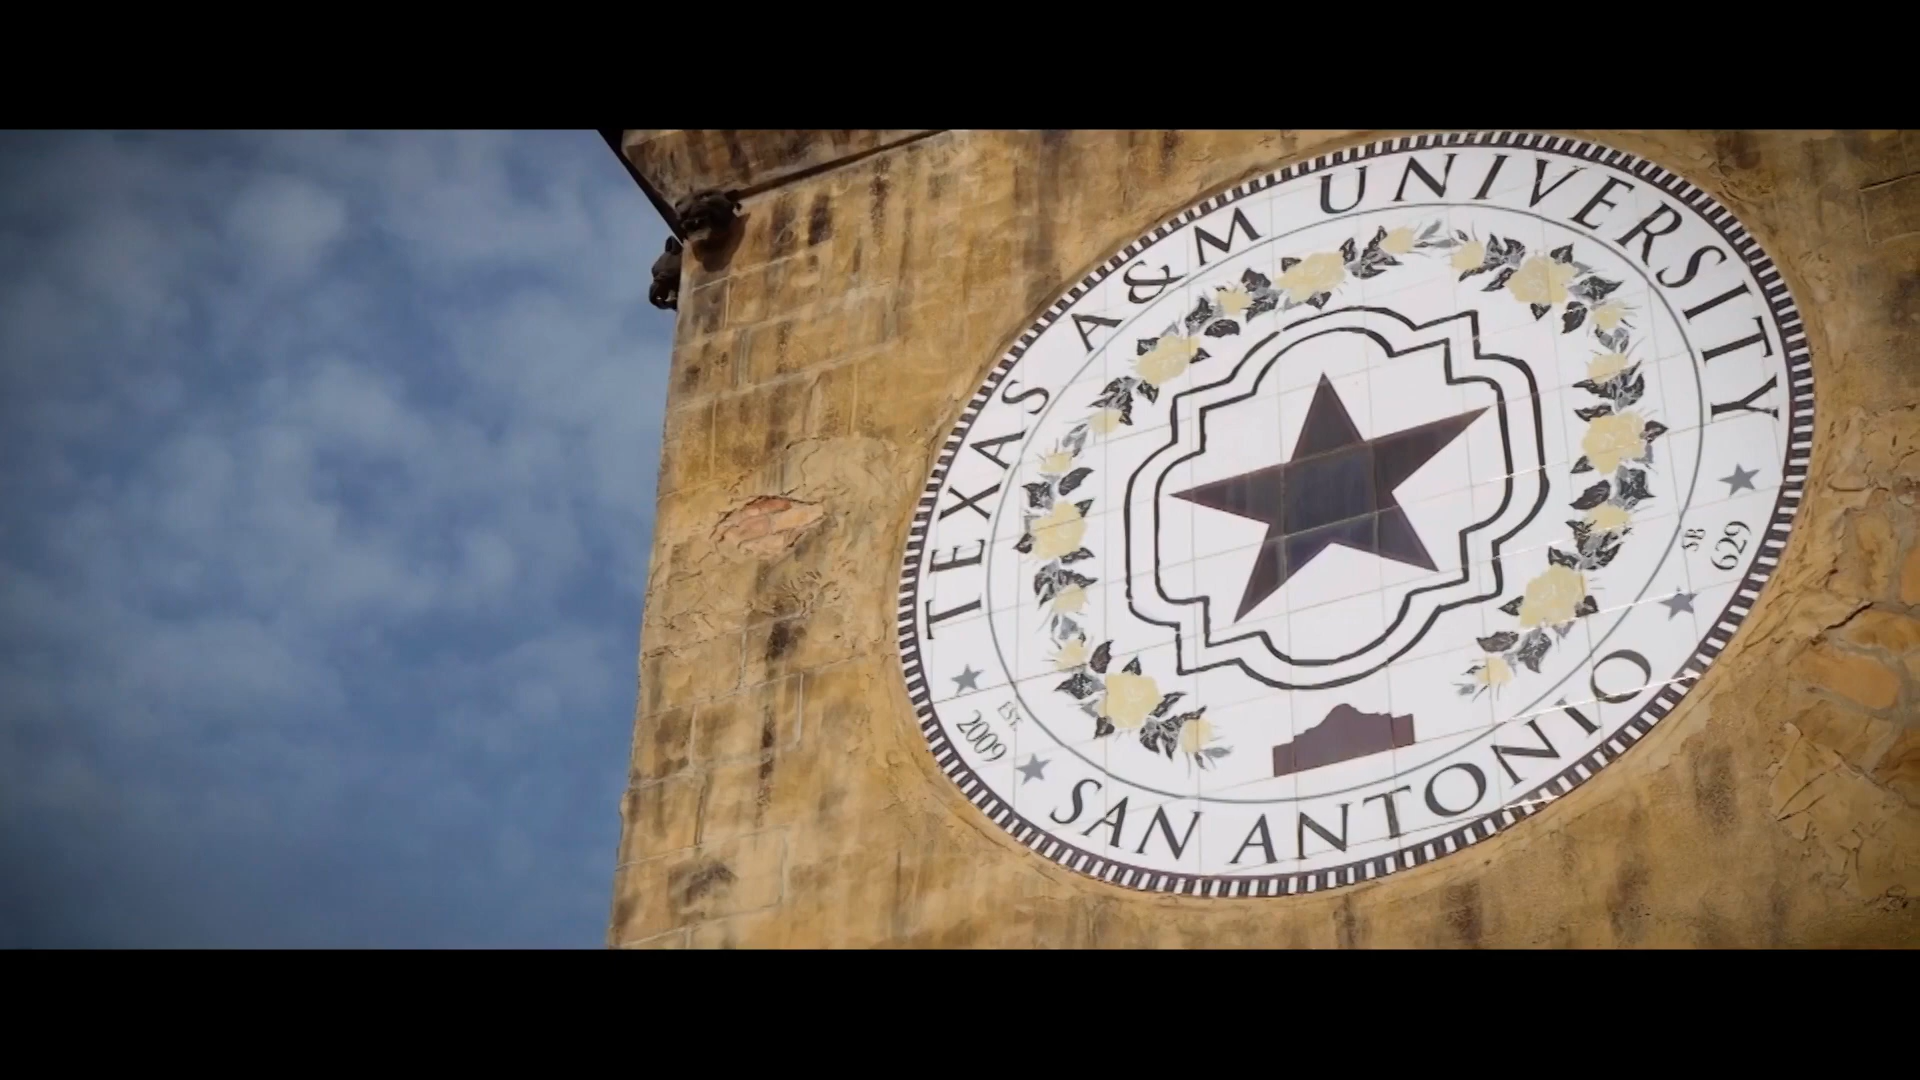 TEXAS A&M UNIVERSITY
EST.
2009
SB
629
SAN ANTONIO